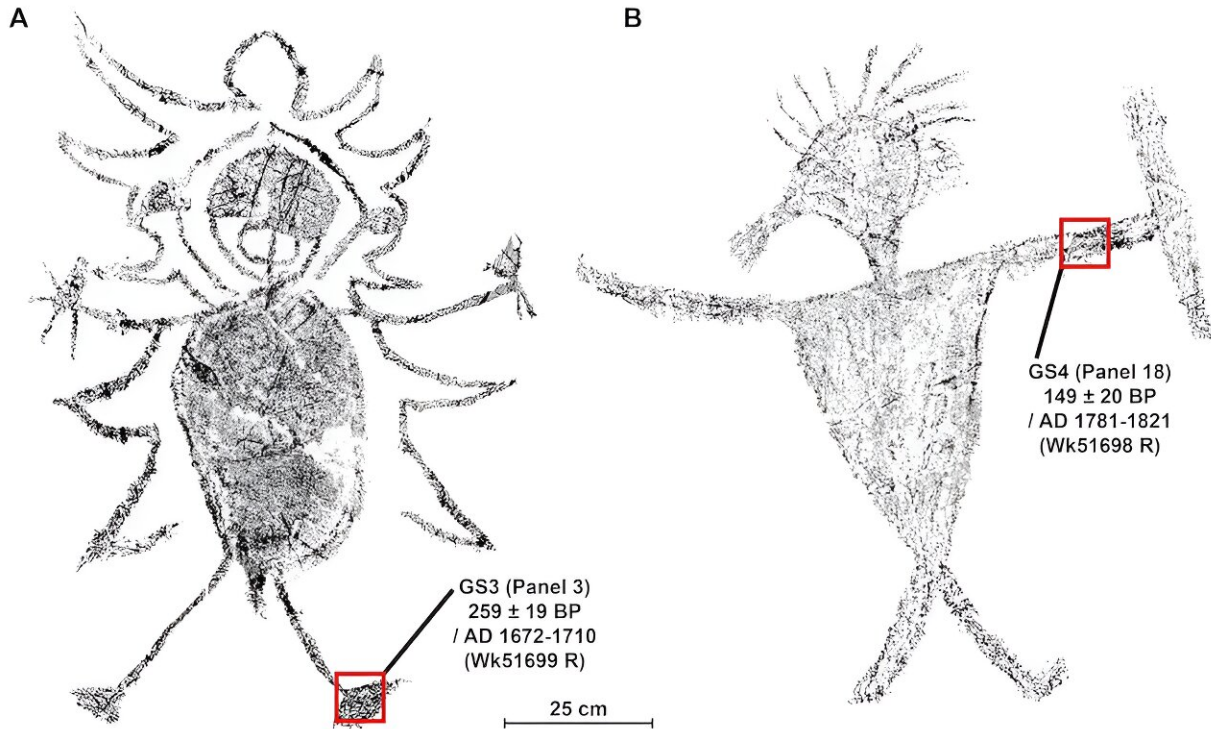 A
B
GS4 (Panel 18)
149 ± 20 BP
/ AD 1781-1821
(Wk51698 R)
GS3 (Panel 3)
259 ± 19 BP
/ AD 1672-1710
(Wk51699 R)
25 cm